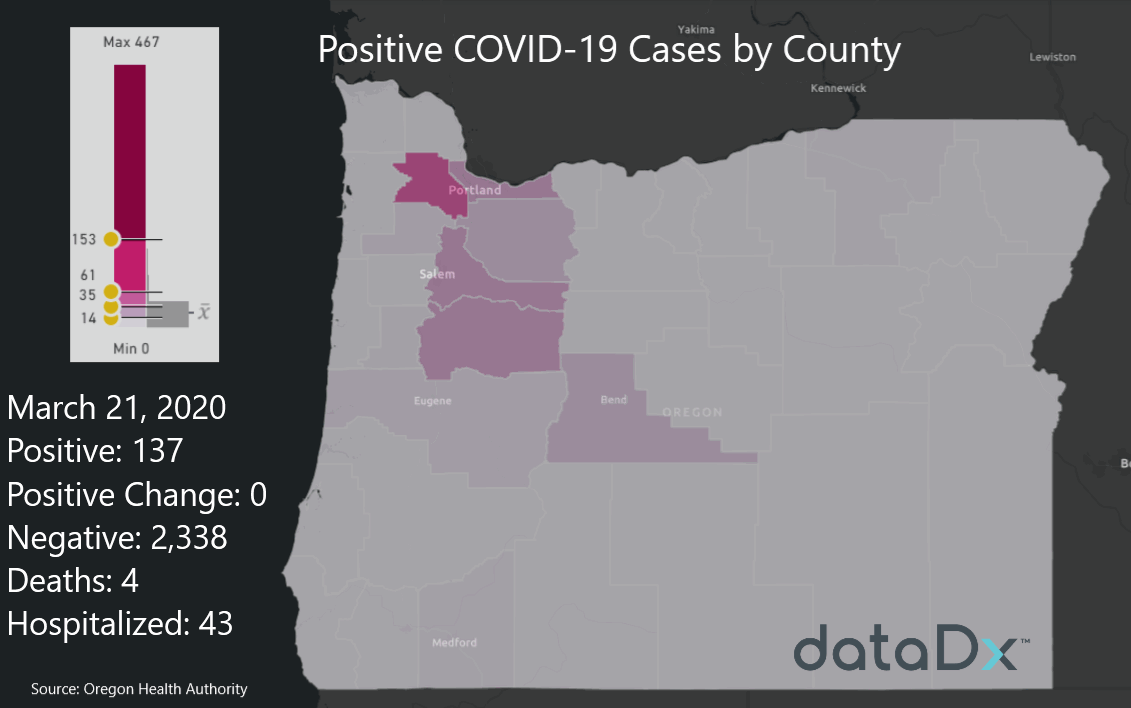 Positive COVID-19 Cases by County
Max 467
153
61
35
14
x̄
Min 0
March 21, 2020
Positive: 137
Positive Change: 0
Negative: 2,338
Deaths: 4
Hospitalized: 43
Source: Oregon Health Authority
Yakima
Lewiston
Kennewick
Portland
Salem
Eugene
Bend
OREGON
Bo
Medford
dataDx™